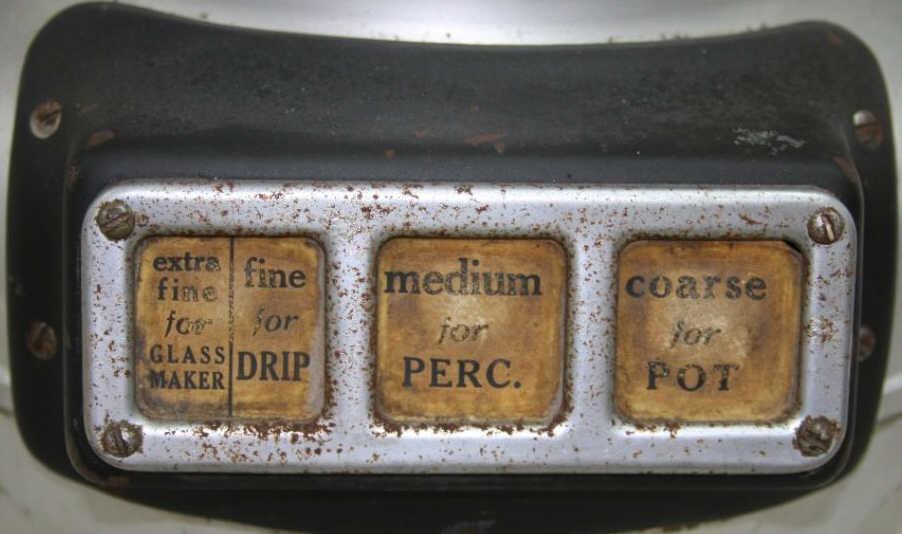 extra
fine
for
GLASS
MAKER
fine
for
DRIP
medium
for
PERC.
coarse
for
POT